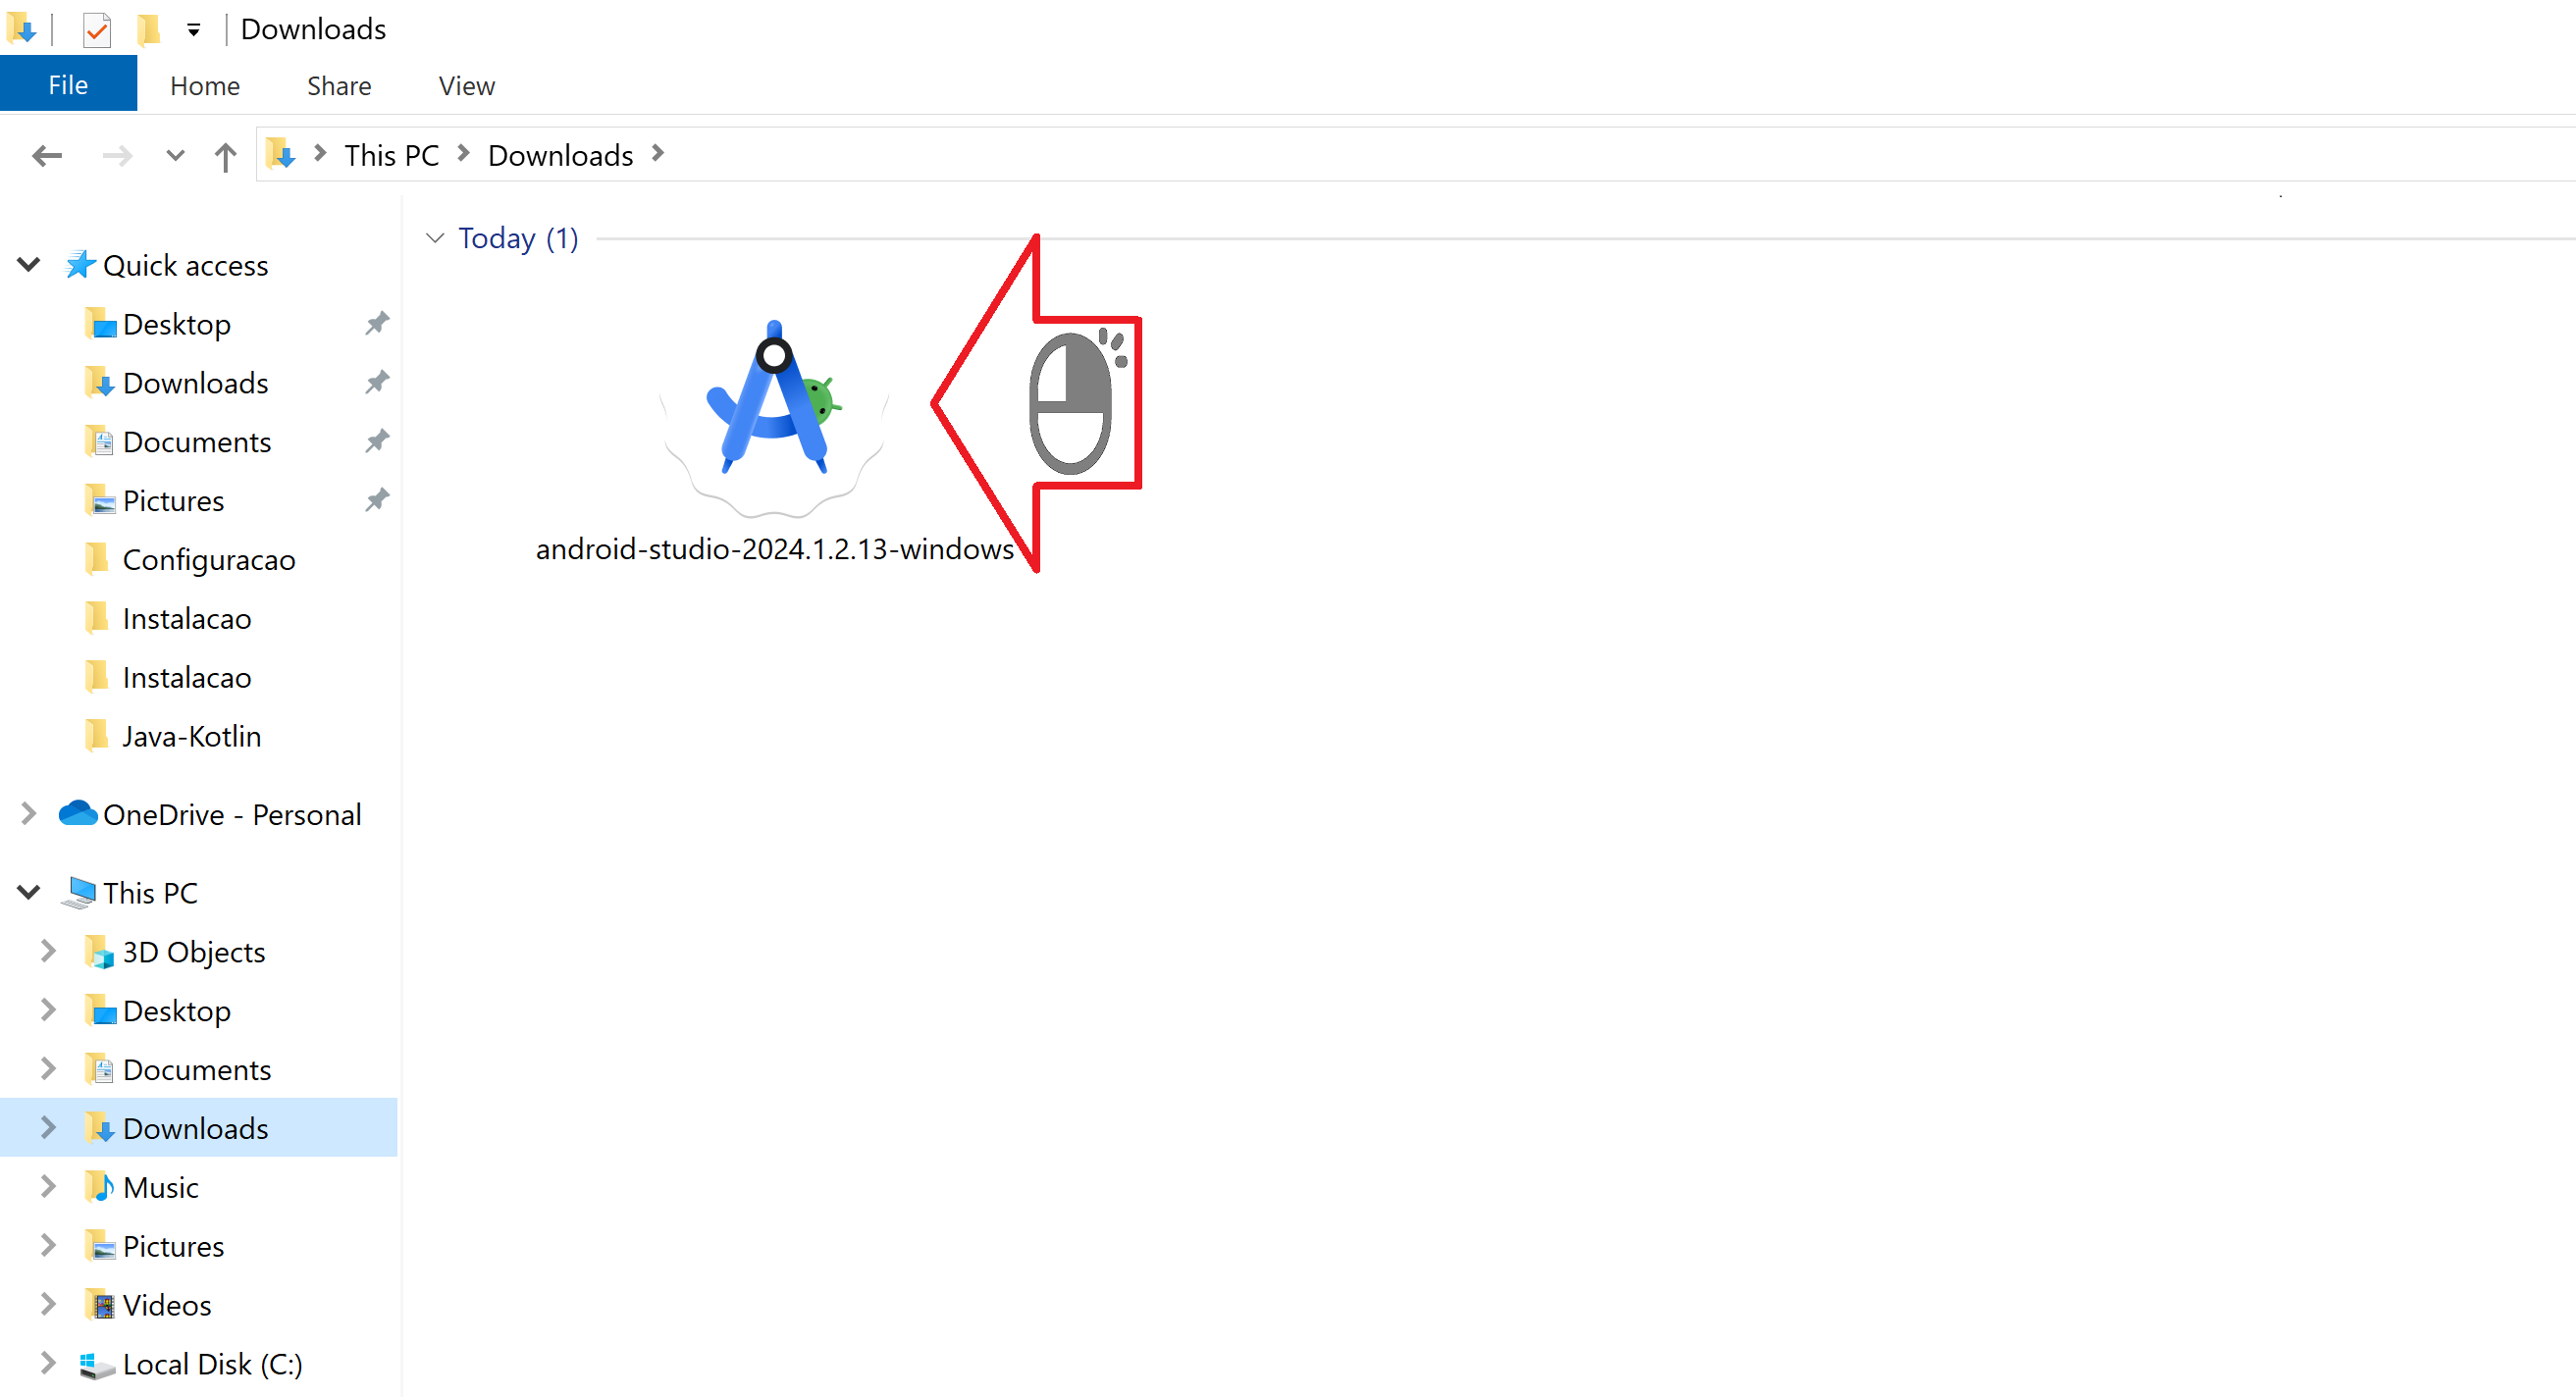 Downloads
File Home Share View
This PC Downloads
Today (1)
Quick access
Desktop
Downloads
Documents
Pictures
Configuracao
Instalacao
Instalacao
Java-Kotlin
OneDrive - Personal
This PC
3D Objects
Desktop
Documents
Downloads
Music
Pictures
Videos
Local Disk (C:)
android-studio-2024.1.2.13-windows